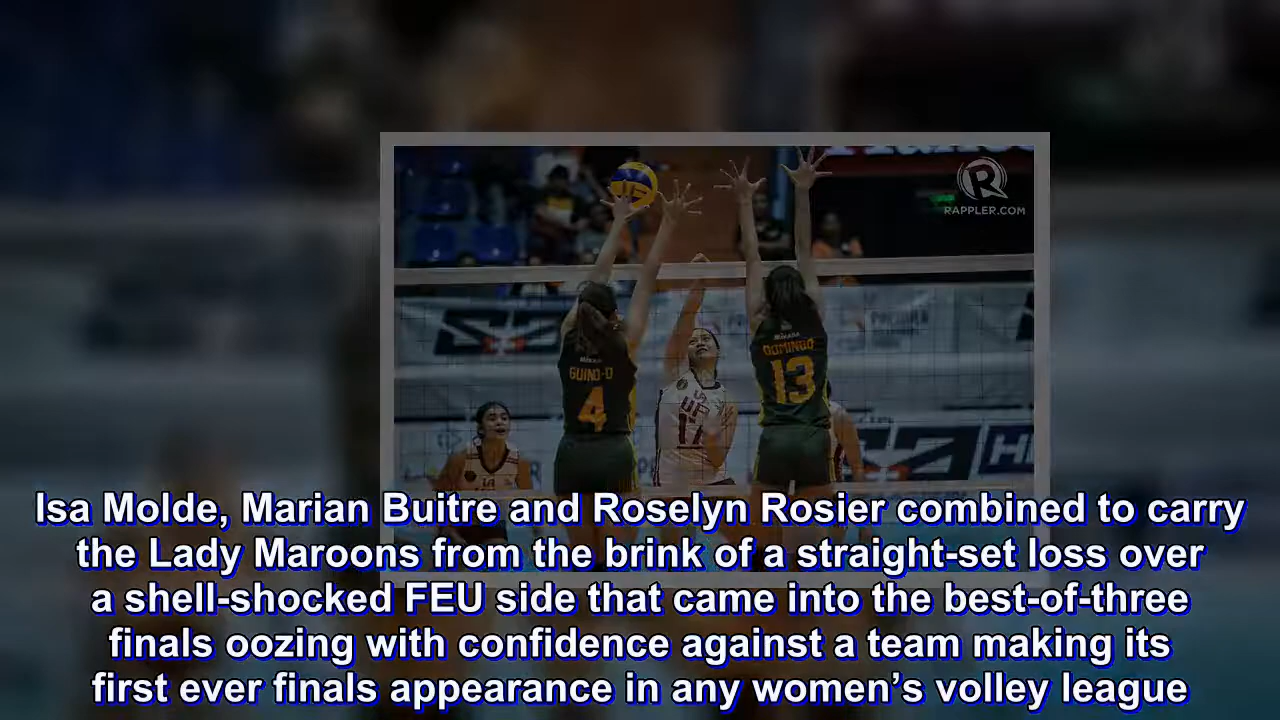 RAPPLER.COM
GUINO-O
4
DOMINGO
13
UP
17
Isa Molde, Marian Buitre and Roselyn Rosier combined to carry
the Lady Maroons from the brink of a straight-set loss over
a shell-shocked FEU side that came into the best-of-three
finals oozing with confidence against a team making its
first ever finals appearance in any women’s volley league